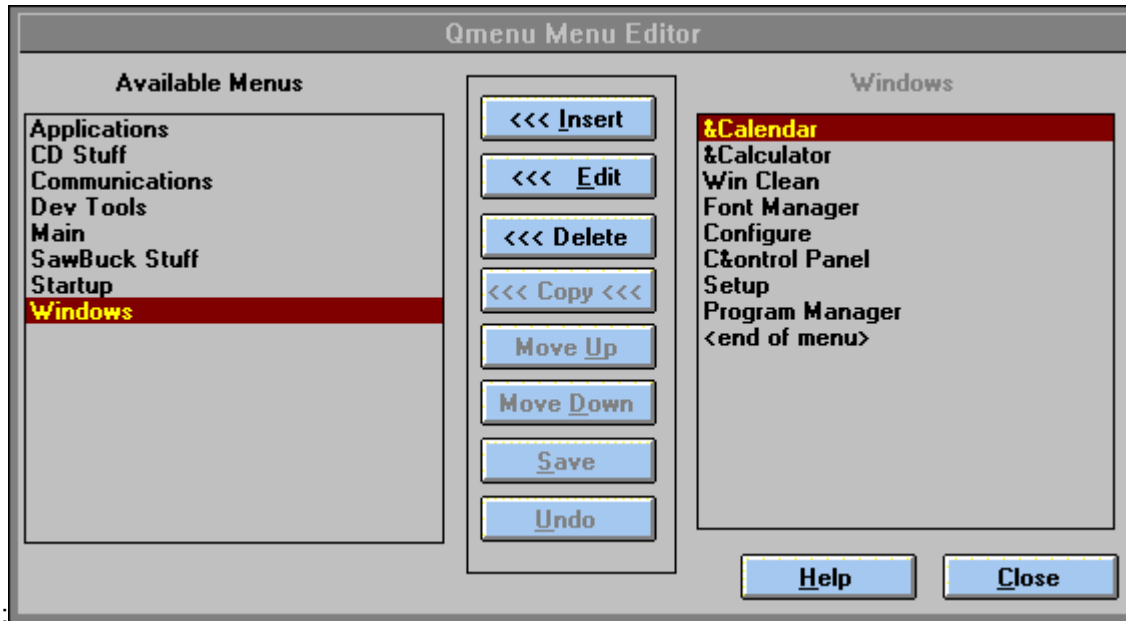 Qmenu Menu Editor
Available Menus
Applications
CD Stuff
Communications
Dev Tools
Main
SawBuck Stuff
Startup
Windows
<<< Insert
<<< Edit
<<< Delete
<<< Copy <<<
Move Up
Move Down
Save
Undo
Windows
&Calendar
&Calculator
Win Clean
Font Manager
Configure
C&ontrol Panel
Setup
Program Manager
<end of menu>
Help
Close